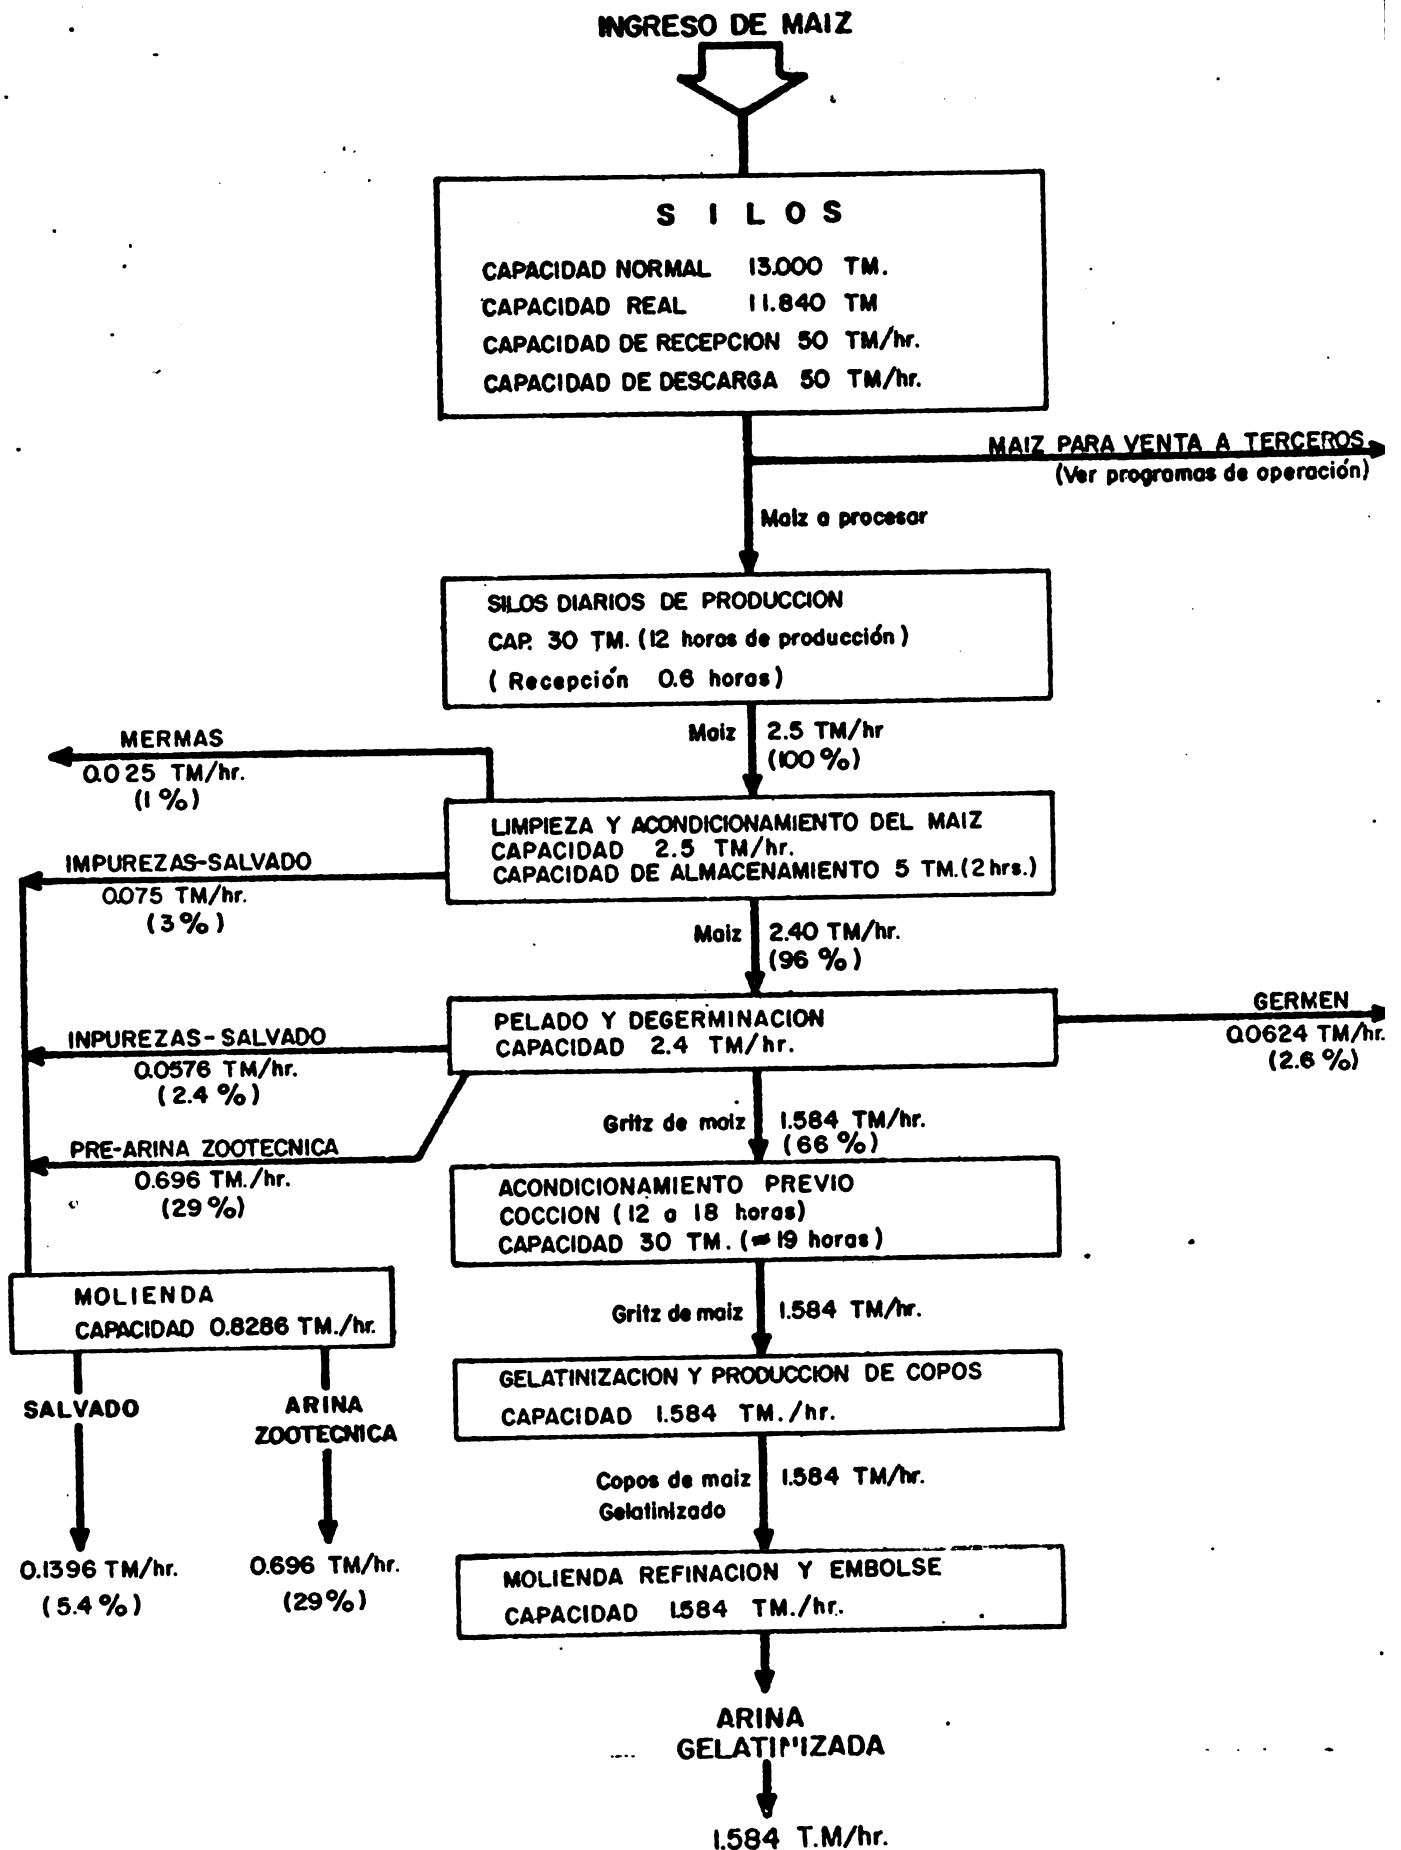 INGRESO DE MAIZ
SILOS
CAPACIDAD NORMAL 13.000 TM.
CAPACIDAD REAL 11.840 TM
CAPACIDAD DE RECEPCION 50 TM/hr.
CAPACIDAD DE DESCARGA 50 TM/hr.
MAIZ PARA VENTA A TERCEROS
(Ver programas de operación)
Maiz a procesar
SILOS DIARIOS DE PRODUCCION
CAP. 30 TM. (12 horas de producción)
(Recepción 0.6 horas)
Maiz 2.5 TM/hr
(100 %)
MERMAS
0.025 TM/hr.
(1 %)
LIMPIEZA Y ACONDICIONAMIENTO DEL MAIZ
CAPACIDAD 2.5 TM/hr.
CAPACIDAD DE ALMACENAMIENTO 5 TM.(2 hrs.)
IMPUREZAS-SALVADO
0.075 TM/hr.
(3 %)
Maiz 2.40 TM/hr.
(96 %)
PELADO Y DEGERMINACION
CAPACIDAD 2.4 TM/hr.
GERMEN
0.0624 TM/hr.
(2.6 %)
INPUREZAS-SALVADO
0.0576 TM/hr.
(2.4 %)
Gritz de maiz 1.584 TM/hr.
(66 %)
PRE-ARINA ZOOTECNICA
0.696 TM./hr.
(29 %)
ACONDICIONAMIENTO PREVIO
COCCION (12 a 18 horas)
CAPACIDAD 30 TM. (≈19 horas)
MOLIENDA
CAPACIDAD 0.8286 TM./hr.
Gritz de maiz 1.584 TM/hr.
GELATINIZACION Y PRODUCCION DE COPOS
CAPACIDAD 1.584 TM./hr.
SALVADO
ARINA
ZOOTECNICA
Copos de maiz 1.584 TM/hr.
Gelatinizado
0.1396 TM/hr.
(5.4 %)
0.696 TM/hr.
(29 %)
MOLIENDA REFINACION Y EMBOLSE
CAPACIDAD 1.584 TM./hr.
ARINA
GELATINIZADA
1.584 T.M/hr.